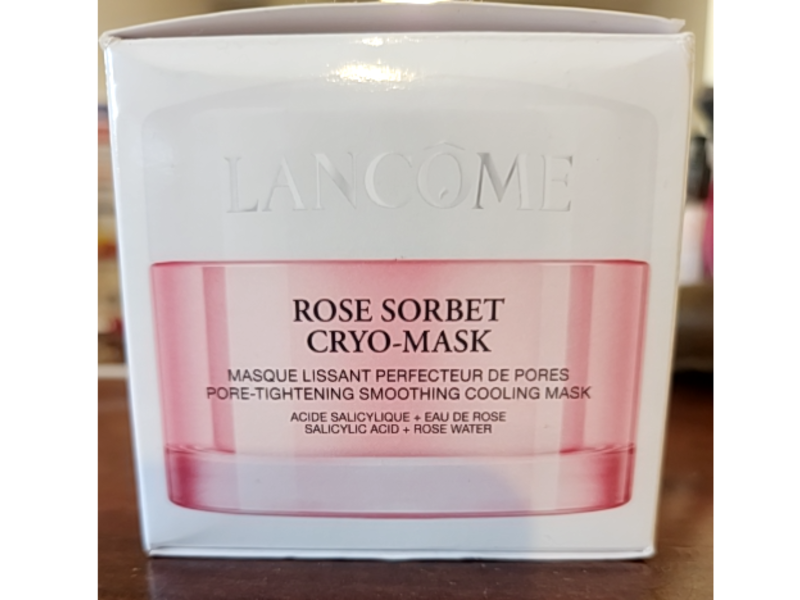 LANCÔME
ROSE SORBET
CRYO-MASK
MASQUE LISSANT PERFECTEUR DE PORES
PORE-TIGHTENING SMOOTHING COOLING MASK
ACIDE SALICYLIQUE + EAU DE ROSE
SALICYLIC ACID + ROSE WATER